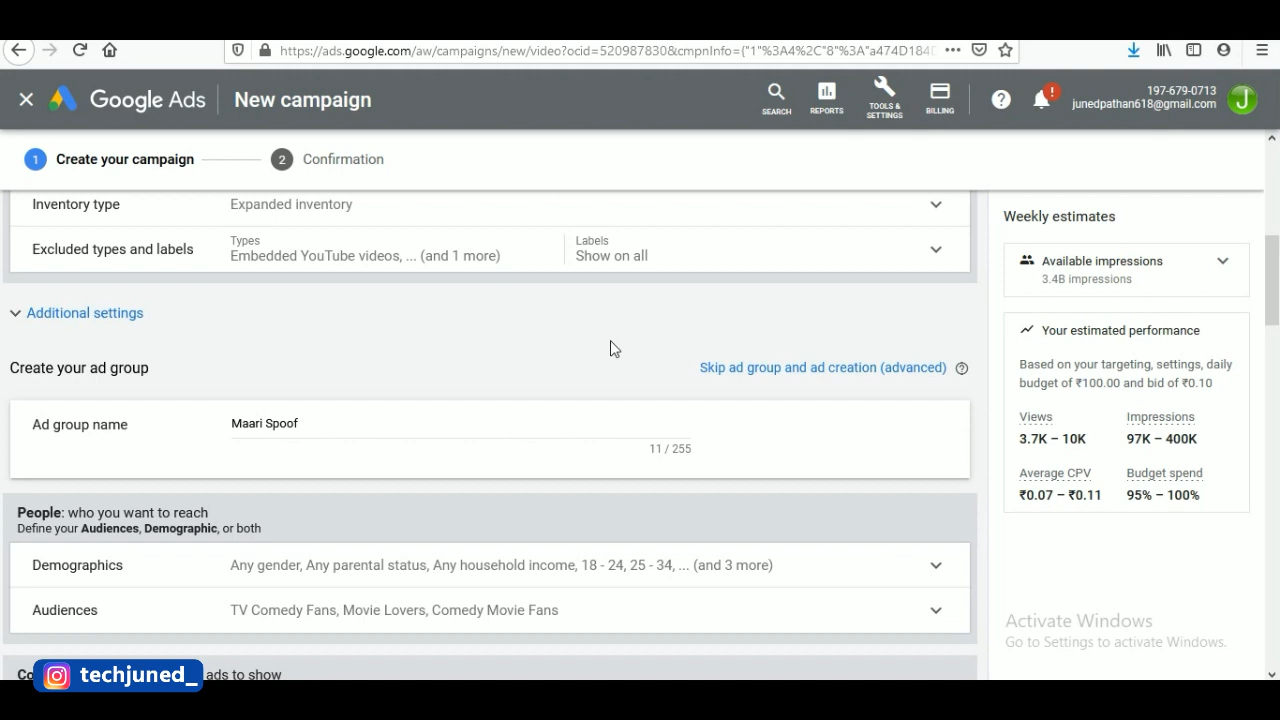 https://ads.google.com/aw/campaigns/new/video?ocid=520987830&cmpnInfo={"1"%3A4%2C"8"%3A"a474D184D
Google Ads
New campaign
SEARCH
REPORTS
TOOLS & SETTINGS
BILLING
197-679-0713
junedpathan618@gmail.com
J
1 Create your campaign
2 Confirmation
Inventory type
Expanded inventory
Excluded types and labels
Types
Embedded YouTube videos, ... (and 1 more)
Labels
Show on all
Additional settings
Create your ad group
Skip ad group and ad creation (advanced)
Ad group name
Maari Spoof
11 / 255
People: who you want to reach
Define your Audiences, Demographic, or both
Demographics
Any gender, Any parental status, Any household income, 18 - 24, 25 - 34, ... (and 3 more)
Audiences
TV Comedy Fans, Movie Lovers, Comedy Movie Fans
ads to show
techjuned_
Weekly estimates
Available impressions
3.4B impressions
Your estimated performance
Based on your targeting, settings, daily
budget of ₹100.00 and bid of ₹0.10
Views
3.7K – 10K
Impressions
97K – 400K
Average CPV
₹0.07 – ₹0.11
Budget spend
95% – 100%
Activate Windows
Go to Settings to activate Windows.